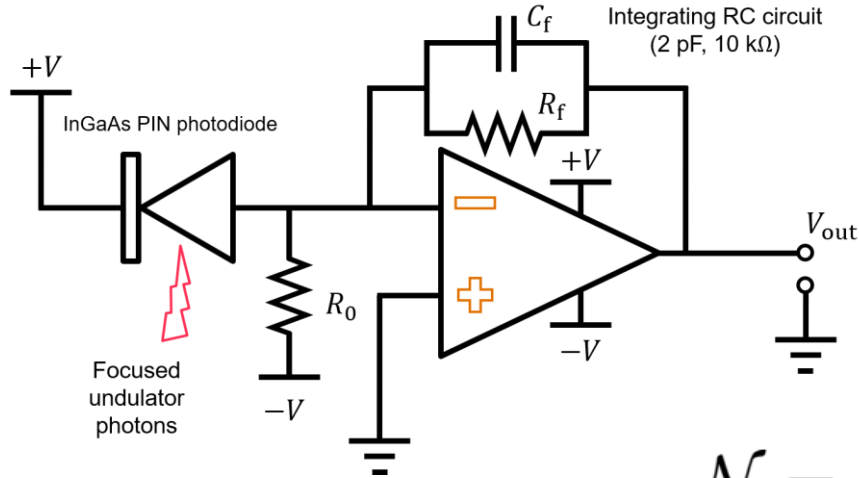 C_f
Integrating RC circuit
(2 pF, 10 kΩ)
+V
InGaAs PIN photodiode
R_f
+V
V_out
R_0
−V
−V
Focused
undulator
photons